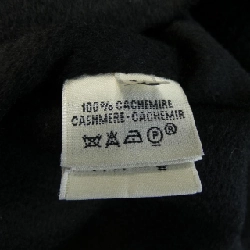 100% CACHEMIRE
CASHMERE - CACHEMIR
P ®